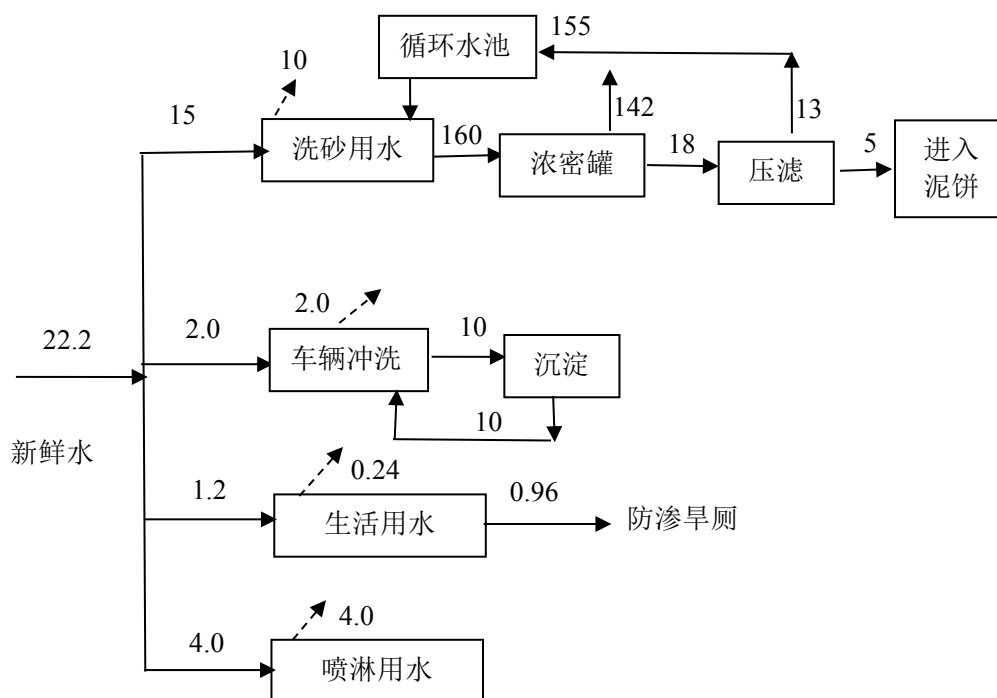 循环水池
155
10
15
洗砂用水
160
142
浓密罐
18
13
压滤
5
进入
泥饼
22.2
新鲜水
2.0
2.0
车辆冲洗
10
沉淀
10
1.2
0.24
生活用水
0.96
防渗旱厕
4.0
4.0
喷淋用水